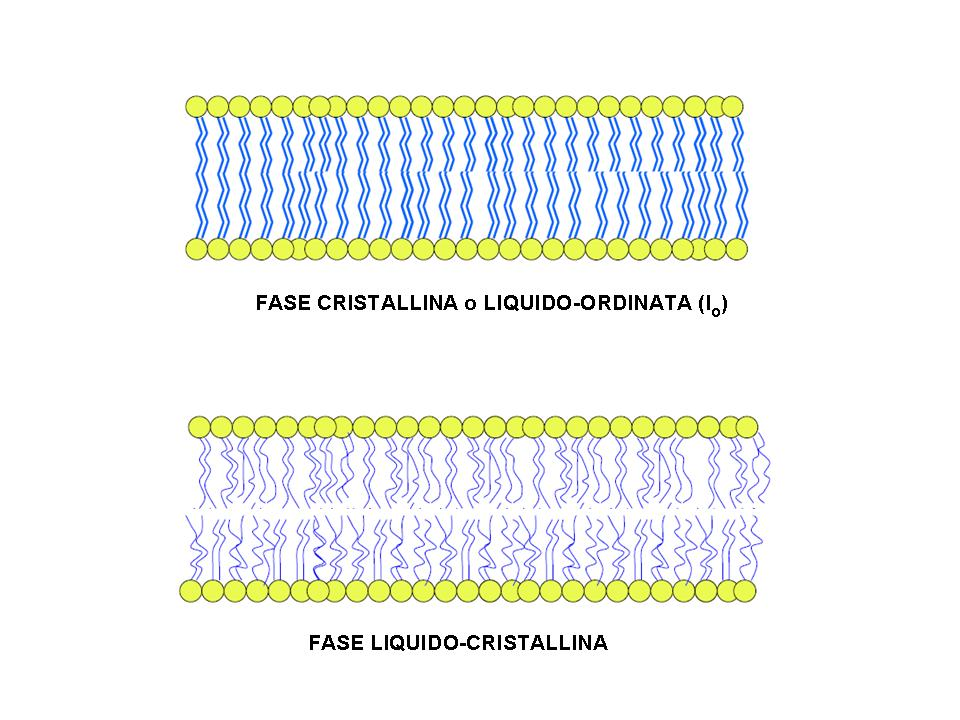 FASE CRISTALLINA o LIQUIDO-ORDINATA (lo)
FASE LIQUIDO-CRISTALLINA